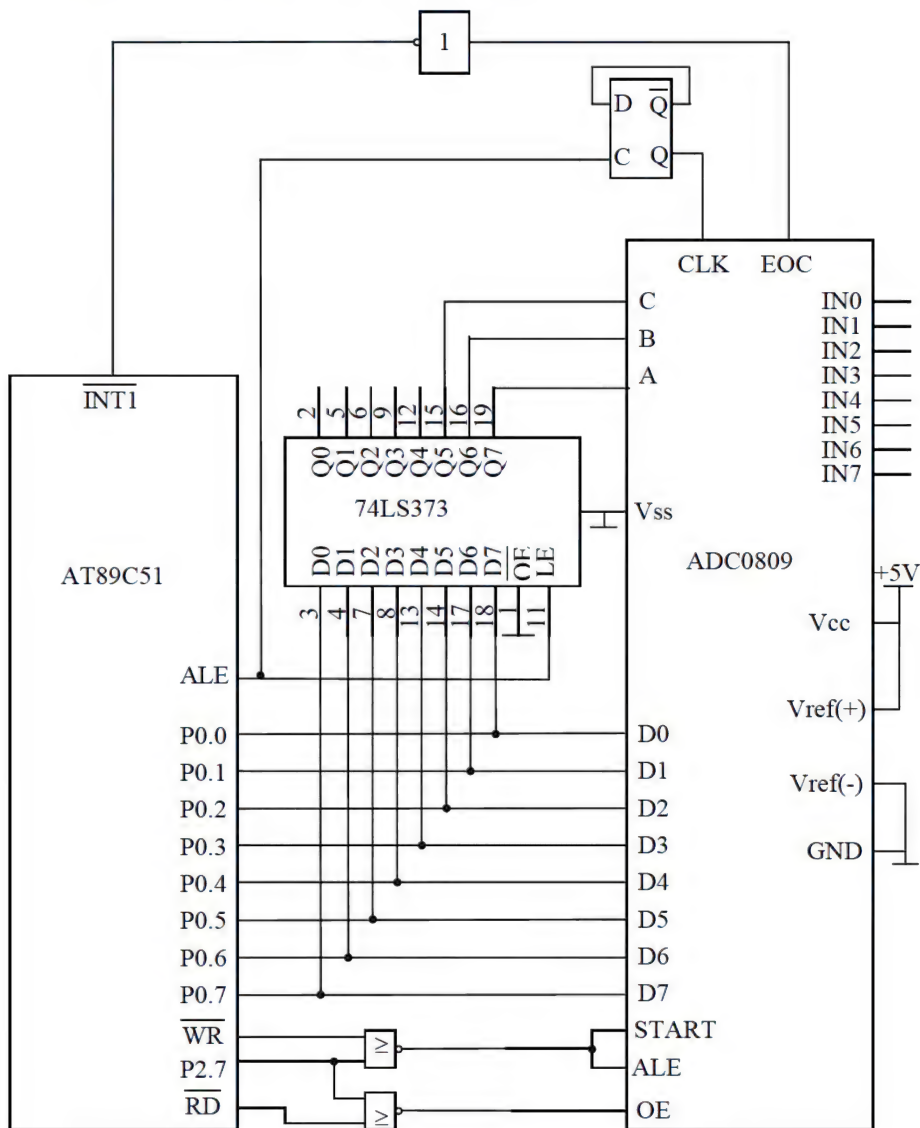 1
D Q
C Q
CLK EOC
C
B
A
IN0
IN1
IN2
IN3
IN4
IN5
IN6
IN7
INT1
2 5 6 9 12 15 16 19
Q0 Q1 Q2 Q3 Q4 Q5 Q6 Q7
74LS373
Vss
D0 D1 D2 D3 D4 D5 D6 D7 OE LE
3 4 7 8 13 14 17 18 1 11
AT89C51
ADC0809
+5V
Vcc
Vref(+)
Vref(-)
GND
ALE
P0.0 D0
P0.1 D1
P0.2 D2
P0.3 D3
P0.4 D4
P0.5 D5
P0.6 D6
P0.7 D7
WR ≥ START
P2.7 ALE
RD ≥ OE